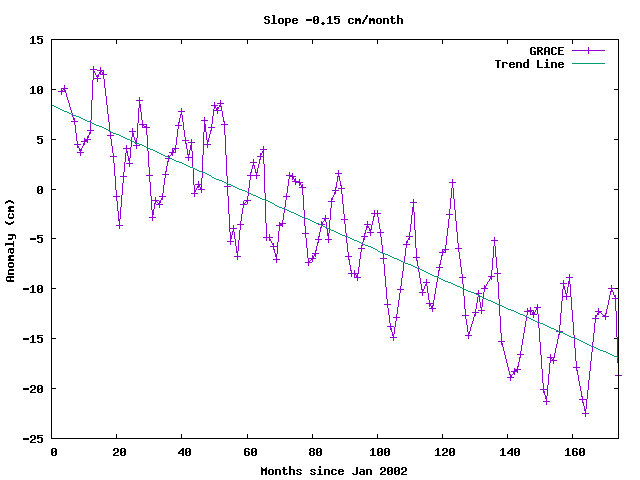 Slope -0.15 cm/month
GRACE
Trend Line
15
10
5
0
-5
-10
-15
-20
-25
Anomaly (cm)
0 20 40 60 80 100 120 140 160
Months since Jan 2002